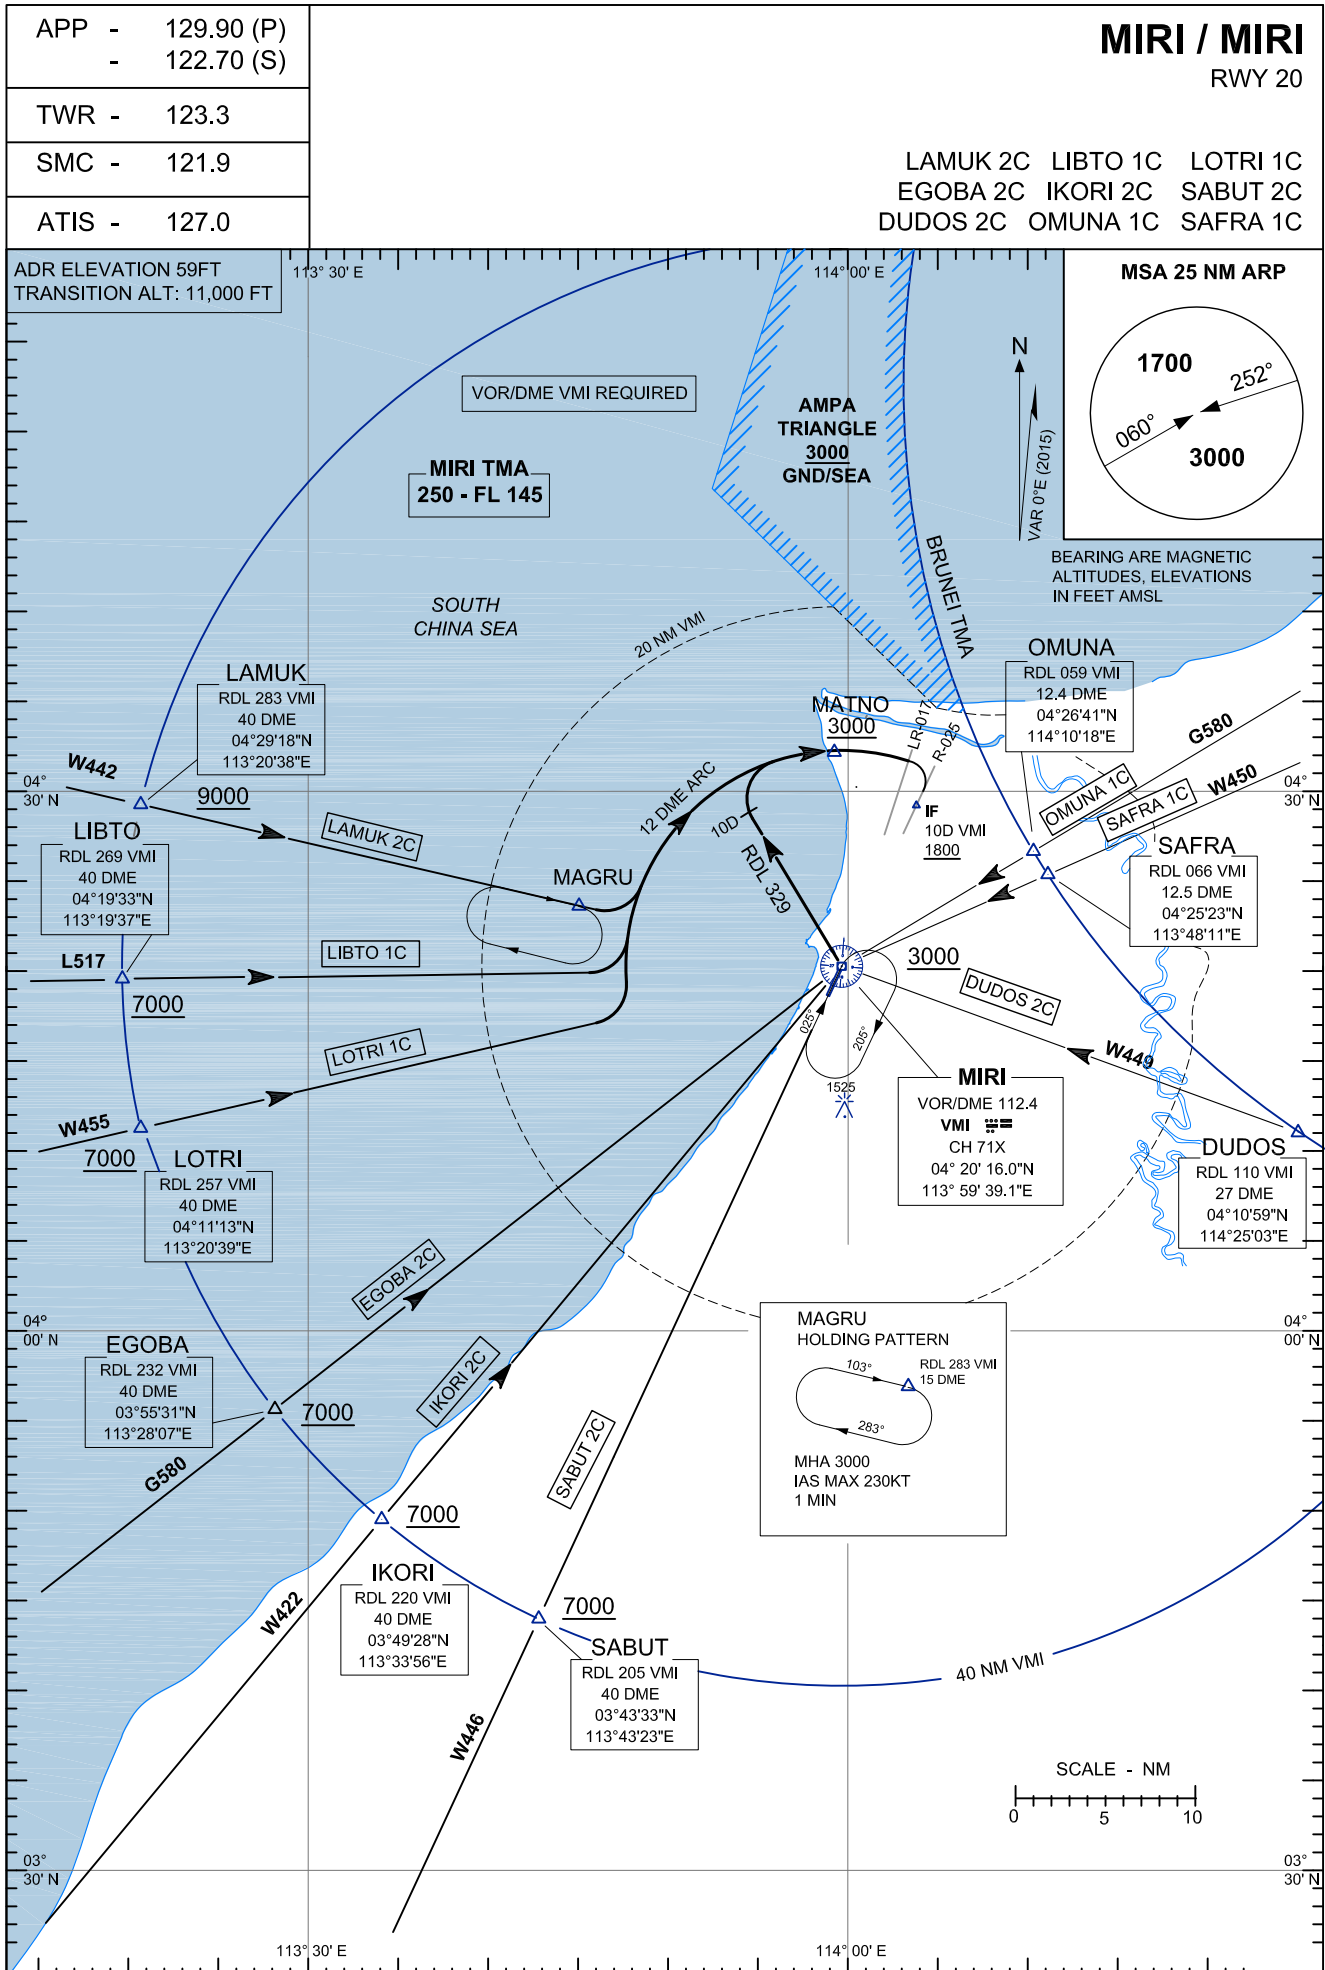 APP - 129.90 (P)
- 122.70 (S)
TWR - 123.3
SMC - 121.9
ATIS - 127.0
MIRI / MIRI
RWY 20
LAMUK 2C LIBTO 1C LOTRI 1C
EGOBA 2C IKORI 2C SABUT 2C
DUDOS 2C OMUNA 1C SAFRA 1C
ADR ELEVATION 59FT
TRANSITION ALT: 11,000 FT
113° 30' E
114° 00' E
MSA 25 NM ARP
1700
252°
060°
3000
N
VAR 0°E (2015)
VOR/DME VMI REQUIRED
AMPA
TRIANGLE
3000
GND/SEA
MIRI TMA
250 - FL 145
BRUNEI TMA
BEARING ARE MAGNETIC
ALTITUDES, ELEVATIONS
IN FEET AMSL
SOUTH
CHINA SEA
20 NM VMI
OMUNA
RDL 059 VMI
12.4 DME
04°26'41"N
114°10'18"E
LAMUK
RDL 283 VMI
40 DME
04°29'18"N
113°20'38"E
MATNO
3000
LR-017
R-025
G580
W450
W442
04°
30' N
04°
30' N
9000
OMUNA 1C
SAFRA 1C
12 DME ARC
10D
IF
10D VMI
1800
LAMUK 2C
LIBTO
RDL 269 VMI
40 DME
04°19'33"N
113°19'37"E
SAFRA
RDL 066 VMI
12.5 DME
04°25'23"N
113°48'11"E
MAGRU
RDL 329
LIBTO 1C
L517
7000
3000
DUDOS 2C
025°
205°
LOTRI 1C
W449
1525
W455
7000
LOTRI
RDL 257 VMI
40 DME
04°11'13"N
113°20'39"E
MIRI
VOR/DME 112.4
VMI
CH 71X
04° 20' 16.0"N
113° 59' 39.1"E
DUDOS
RDL 110 VMI
27 DME
04°10'59"N
114°25'03"E
EGOBA 2C
04°
00' N
04°
00' N
EGOBA
RDL 232 VMI
40 DME
03°55'31"N
113°28'07"E
7000
IKORI 2C
MAGRU
HOLDING PATTERN
103°
RDL 283 VMI
15 DME
283°
MHA 3000
IAS MAX 230KT
1 MIN
SABUT 2C
G580
7000
IKORI
RDL 220 VMI
40 DME
03°49'28"N
113°33'56"E
W422
7000
SABUT
RDL 205 VMI
40 DME
03°43'33"N
113°43'23"E
40 NM VMI
W446
SCALE - NM
0 5 10
03°
30' N
03°
30' N
113° 30' E
114° 00' E